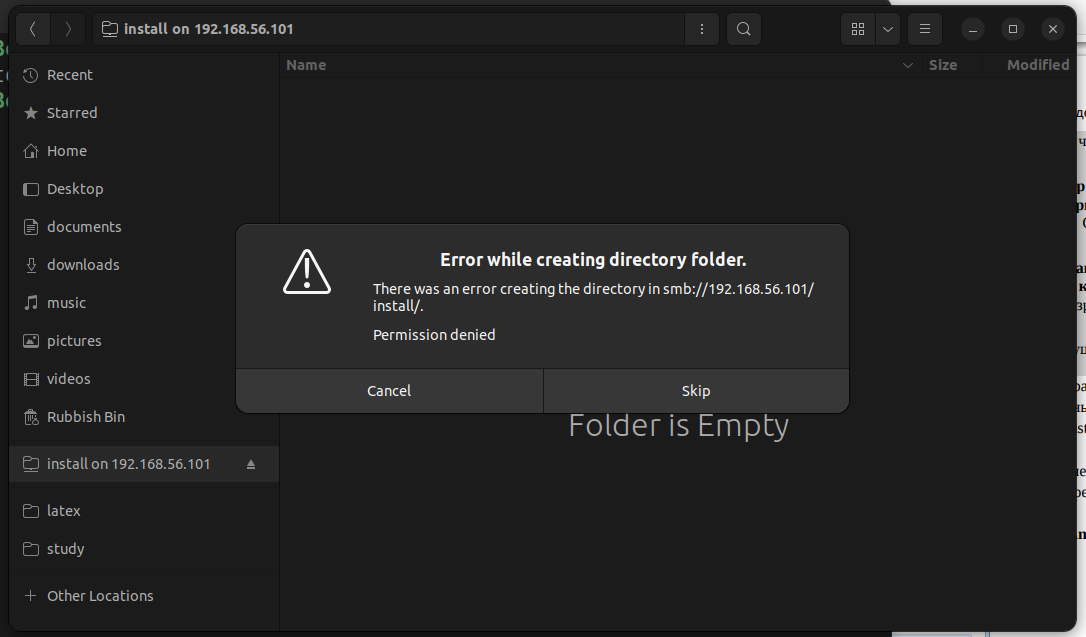 install on 192.168.56.101
Name
Size
Modified
Recent
Starred
Home
Desktop
documents
downloads
music
pictures
videos
Rubbish Bin
install on 192.168.56.101
latex
study
Other Locations
Error while creating directory folder.
There was an error creating the directory in smb://192.168.56.101/
install/.
Permission denied
Cancel
Skip
Folder is Empty